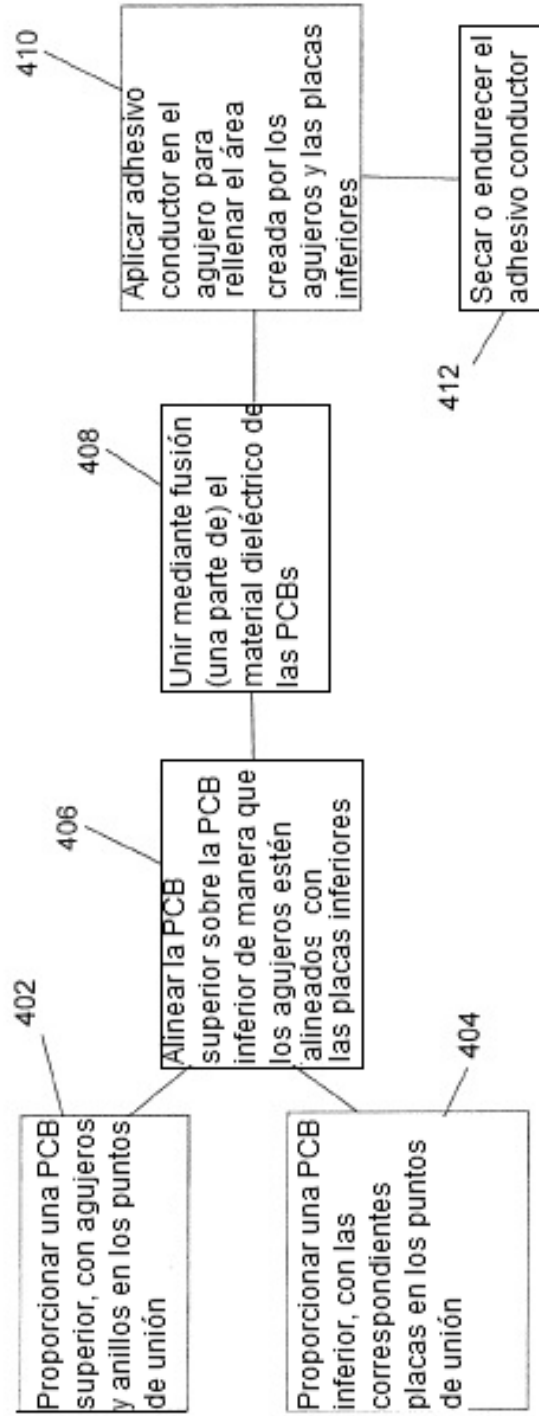 402
Proporcionar una PCB
superior, con agujeros
y anillos en los puntos
de unión
404
Proporcionar una PCB
inferior, con las
correspondientes
placas en los puntos
de unión
406
Alinear la PCB
superior sobre la PCB
inferior de manera que
los agujeros estén
alineados con
las placas inferiores
408
Unir mediante fusión
(una parte de) el
material dieléctrico de
las PCBs
410
Aplicar adhesivo
conductor en el
agujero para
rellenar el área
creada por los
agujeros y las placas
inferiores
412
Secar o endurecer el
adhesivo conductor